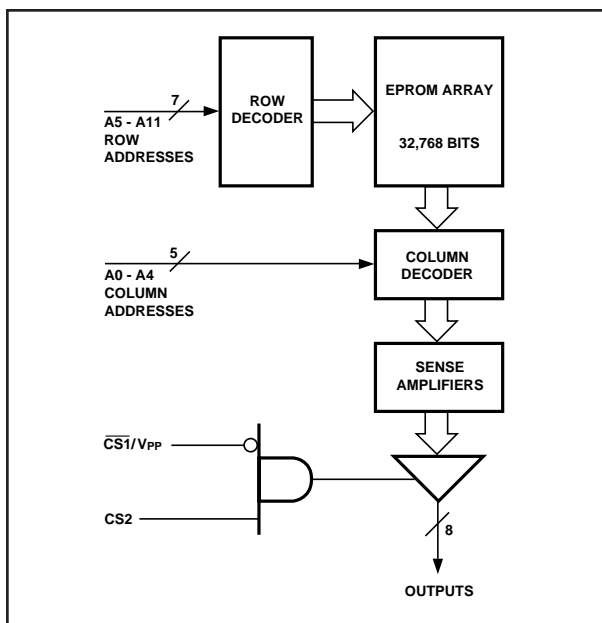 7
A5 - A11
ROW
ADDRESSES
ROW
DECODER
EPROM ARRAY
32,768 BITS
5
A0 - A4
COLUMN
ADDRESSES
COLUMN
DECODER
SENSE
AMPLIFIERS
C̅S̅1̅/VPP
CS2
8
OUTPUTS